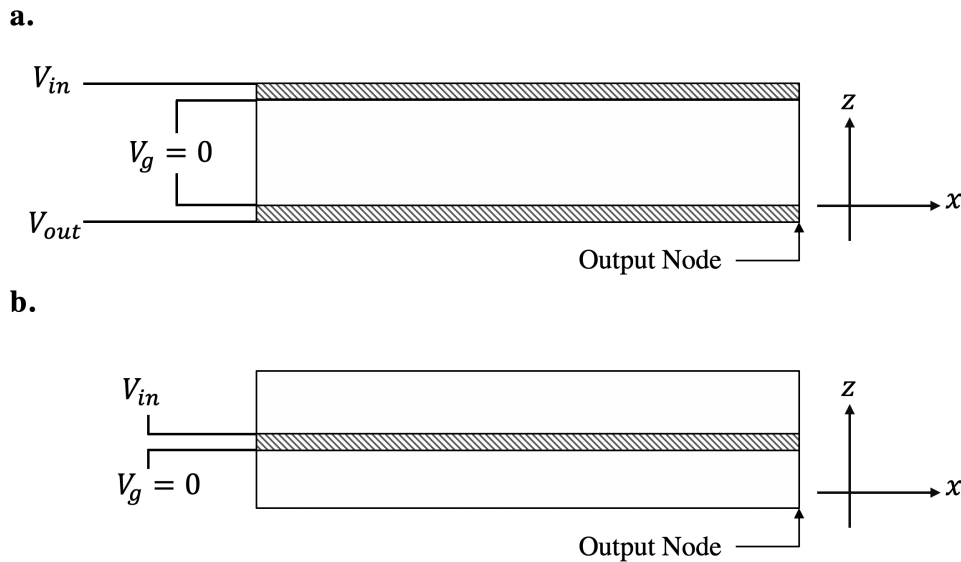 a.
V_in
z
V_g = 0
x
V_out
Output Node
b.
V_in
z
V_g = 0
x
Output Node